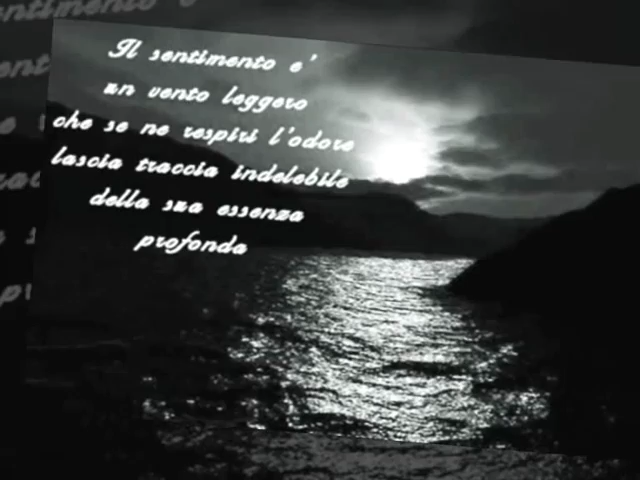 Il sentimento e'
un vento leggero
che se ne respiri l'odore
lascia traccia indelebile
della sua essenza
profonda